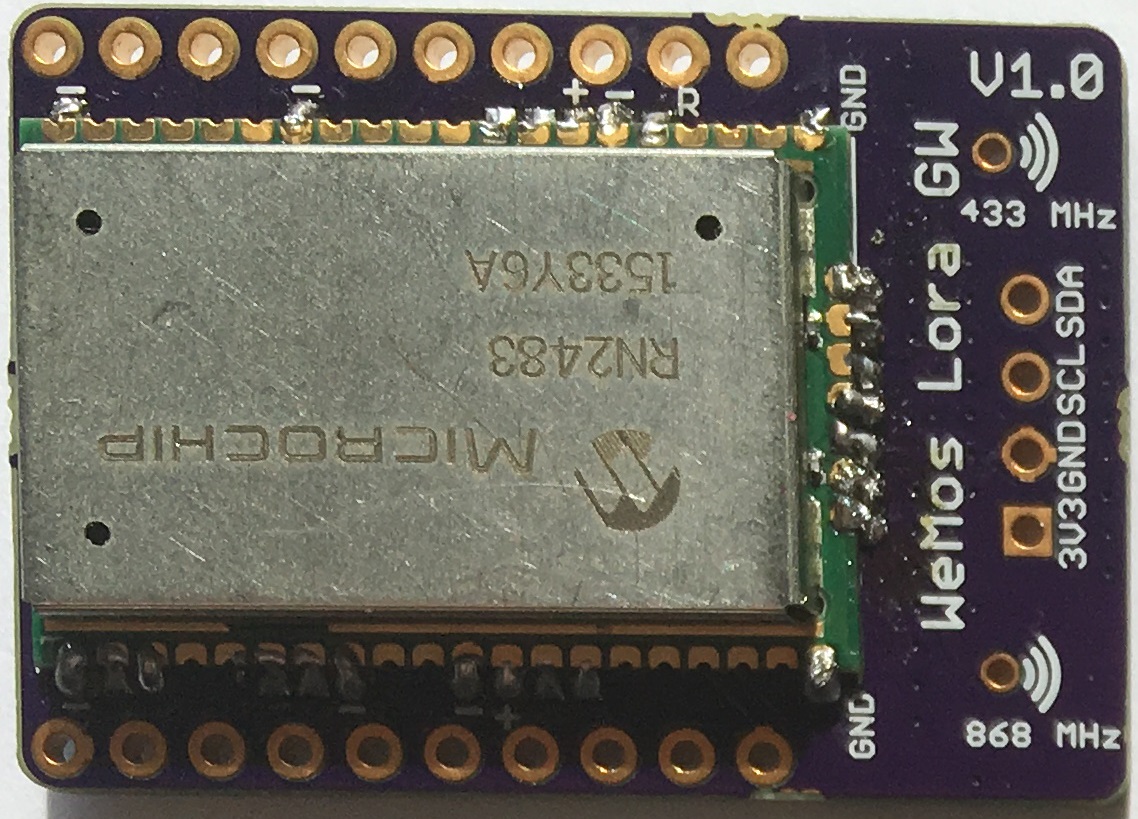 V1.0
GND
433 MHz
WeMos Lora GW
SDA
SCL
GND
3V3
868 MHz
GND
MICROCHIP
RN2483
1533Y6A
R
+
-
-
-
-
-
-
+